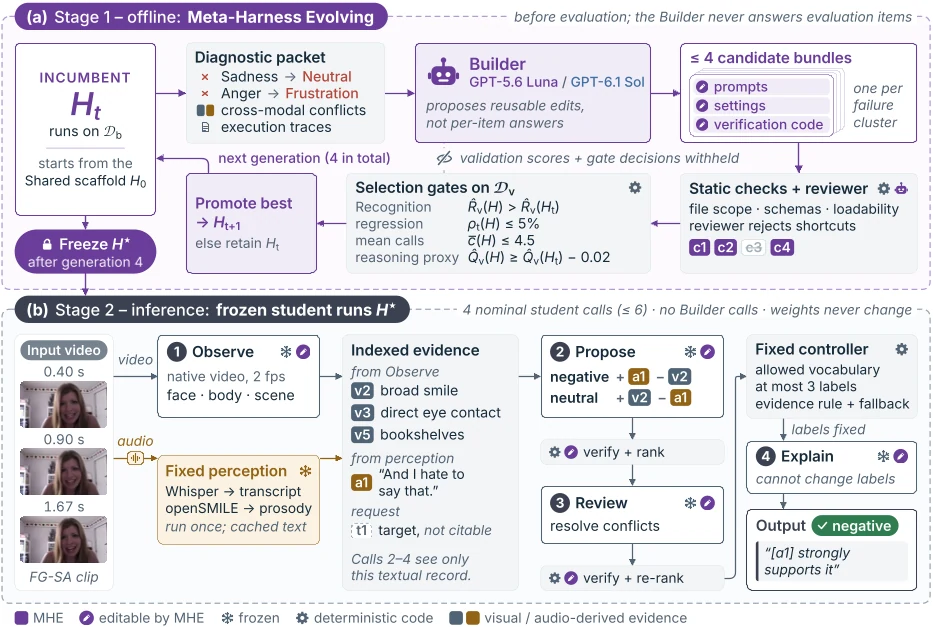 (a) Stage 1 – offline: Meta-Harness Evolving
before evaluation; the Builder never answers evaluation items
INCUMBENT
Hₜ
runs on 𝒟b
starts from the
Shared scaffold H₀
Diagnostic packet
× Sadness → Neutral
× Anger → Frustration
cross-modal conflicts
execution traces
Builder
GPT-5.6 Luna / GPT-6.1 Sol
proposes reusable edits,
not per-item answers
≤ 4 candidate bundles
prompts
settings
verification code
one per
failure
cluster
next generation (4 in total)
validation scores + gate decisions withheld
Promote best
→ Hₜ₊₁
else retain Hₜ
Selection gates on 𝒟v
Recognition R̂v(H) > R̂v(Hₜ)
regression ρₜ(H) ≤ 5%
mean calls c̅(H) ≤ 4.5
reasoning proxy Q̂v(H) ≥ Q̂v(Hₜ) − 0.02
Static checks + reviewer
file scope · schemas · loadability
reviewer rejects shortcuts
c1 c2 c3 c4
Freeze H★
after generation 4
(b) Stage 2 – inference: frozen student runs H★
4 nominal student calls (≤ 6) · no Builder calls · weights never change
Input video
0.40 s
0.90 s
1.67 s
FG-SA clip
video
audio
1 Observe
native video, 2 fps
face · body · scene
Fixed perception
Whisper → transcript
openSMILE → prosody
run once; cached text
Indexed evidence
from Observe
v2 broad smile
v3 direct eye contact
v5 bookshelves
from perception
a1 “And I hate to
say that.”
request
t1 target, not citable
Calls 2–4 see only
this textual record.
2 Propose
negative + a1 – v2
neutral + v2 – a1
verify + rank
3 Review
resolve conflicts
verify + re-rank
Fixed controller
allowed vocabulary
at most 3 labels
evidence rule + fallback
labels fixed
4 Explain
cannot change labels
Output ✓ negative
“[a1] strongly
supports it”
MHE editable by MHE frozen deterministic code visual / audio-derived evidence